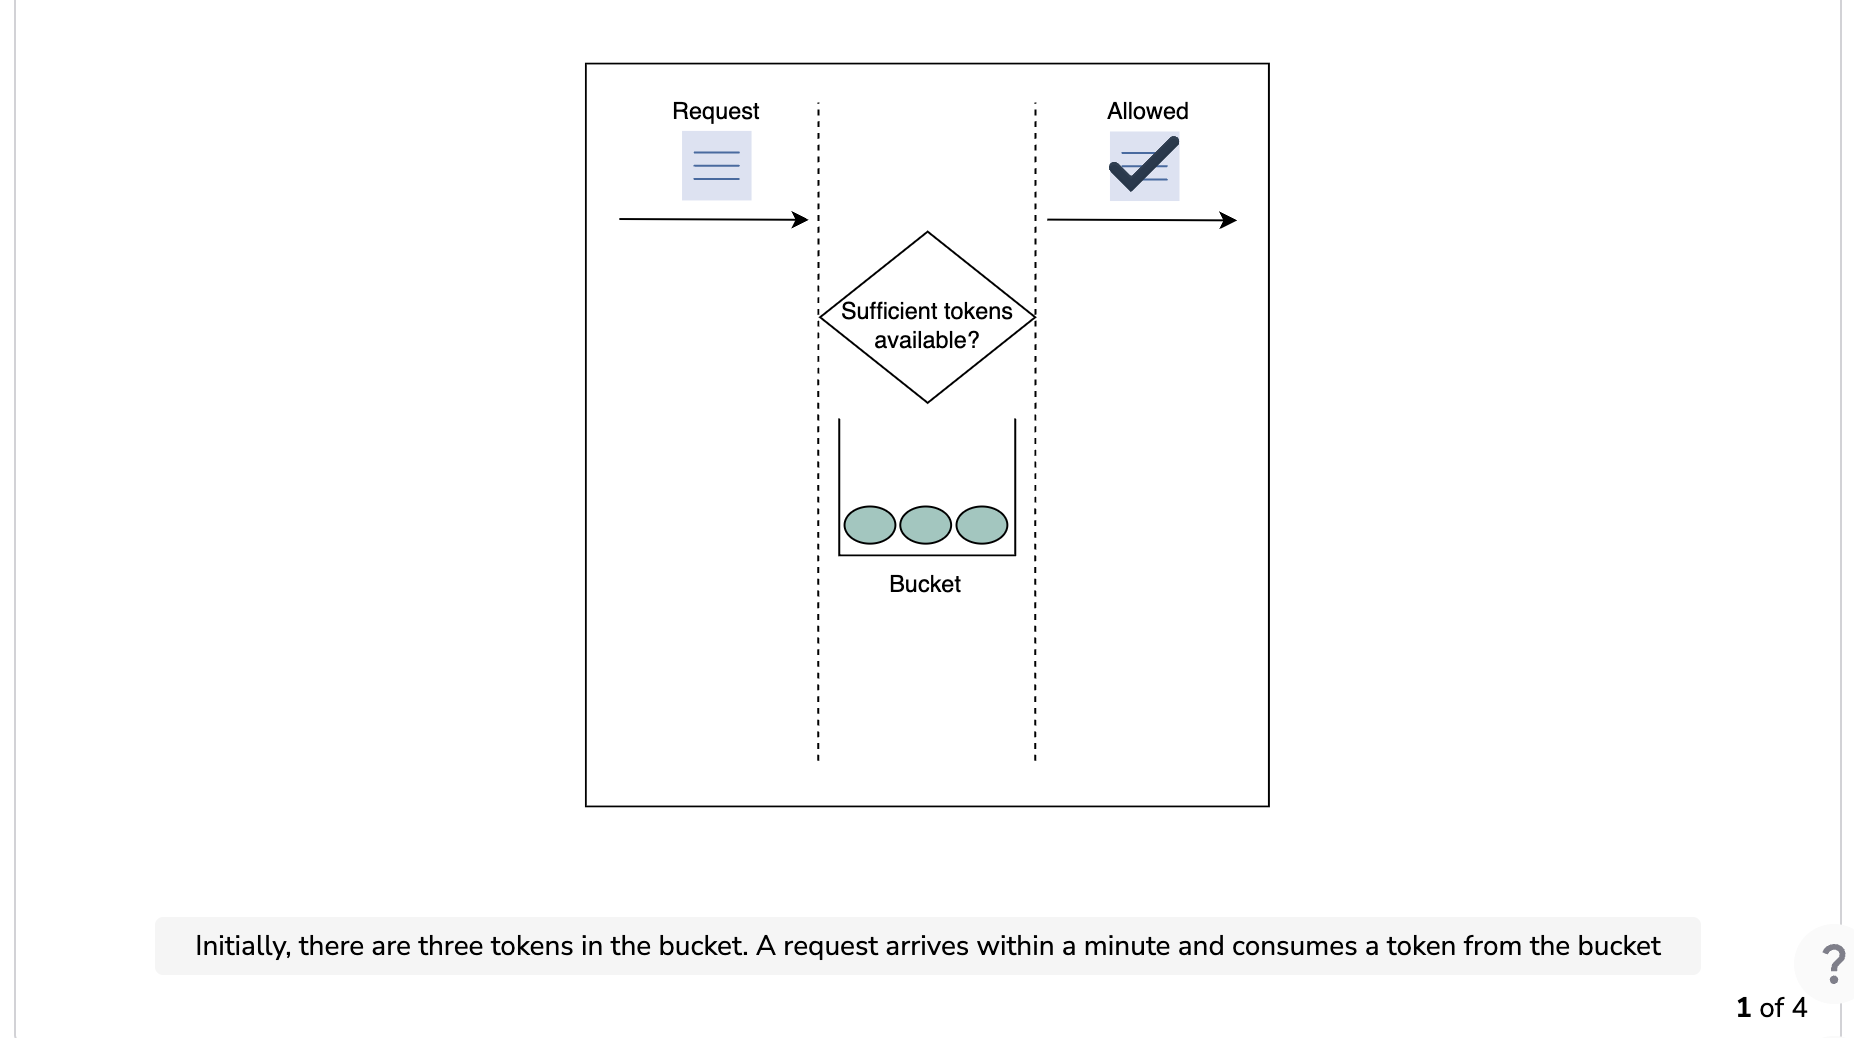 Request
Allowed
Sufficient tokens
available?
Bucket
Initially, there are three tokens in the bucket. A request arrives within a minute and consumes a token from the bucket
?
1 of 4